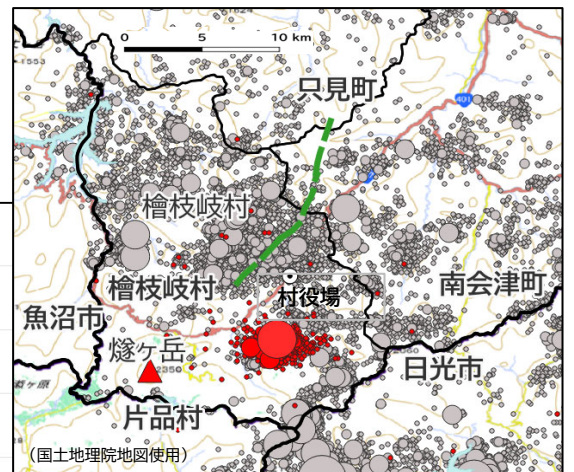 0 5 10 km
只見町
401
檜枝岐村
檜枝岐村
村役場
南会津町
魚沼市
燧ヶ岳
2350
日光市
片品村
(国土地理院地図使用)